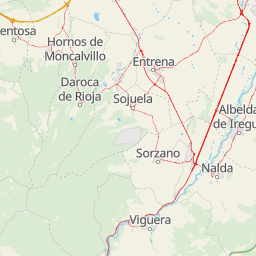 entosa
Hornos de
Moncalvillo
Entrena
Daroca
de Rioja
Sojuela
Albelda
de Iregu
Sorzano
Nalda
Viguera